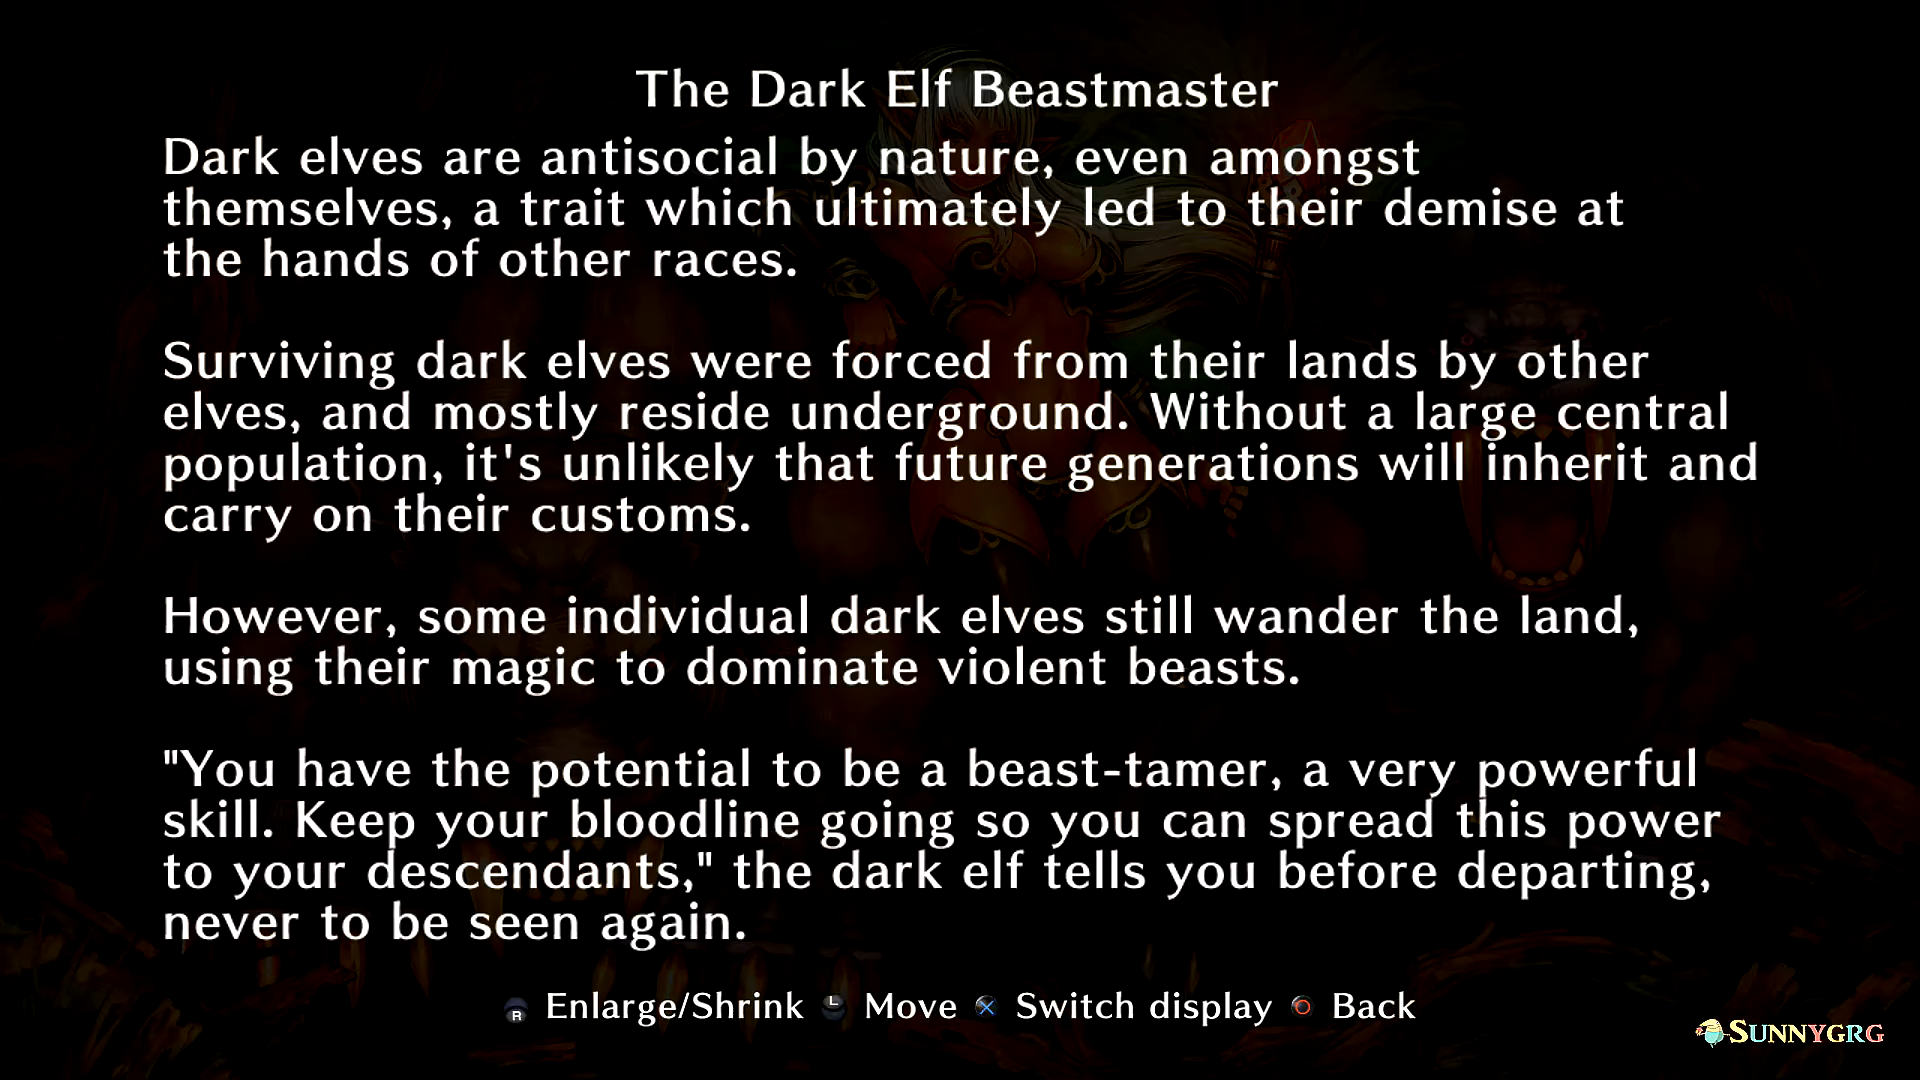 The Dark Elf Beastmaster
Dark elves are antisocial by nature, even amongst
themselves, a trait which ultimately led to their demise at
the hands of other races.
Surviving dark elves were forced from their lands by other
elves, and mostly reside underground. Without a large central
population, it's unlikely that future generations will inherit and
carry on their customs.
However, some individual dark elves still wander the land,
using their magic to dominate violent beasts.
"You have the potential to be a beast-tamer, a very powerful
skill. Keep your bloodline going so you can spread this power
to your descendants," the dark elf tells you before departing,
never to be seen again.
R Enlarge/Shrink L Move Switch display Back
SUNNYGRG